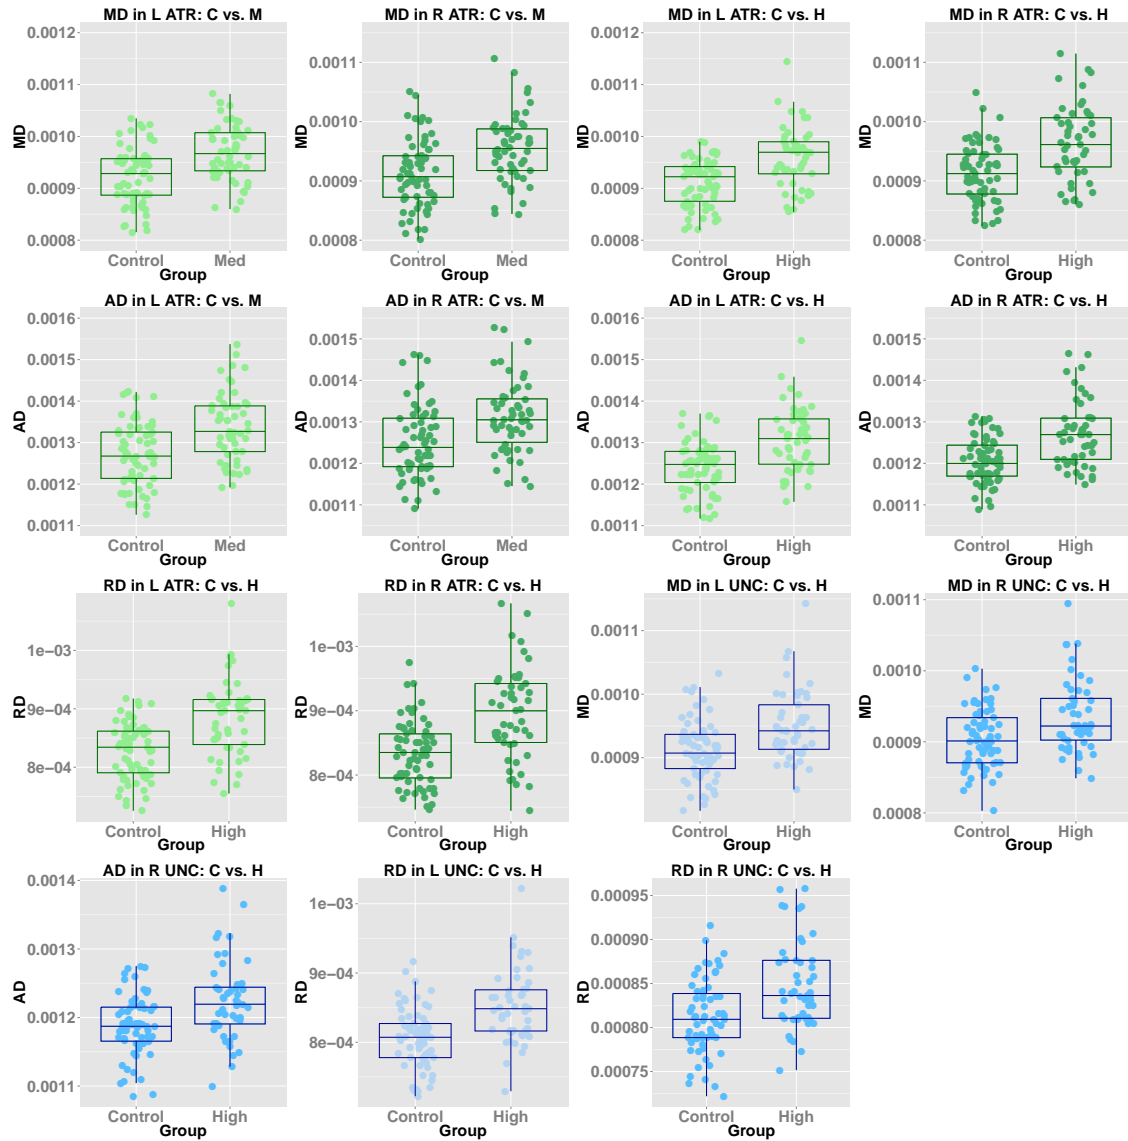 MD in L ATR: C vs. M
0.0012
0.0011
0.0010
0.0009
0.0008
MD
Control Med
Group
MD in R ATR: C vs. M
0.0011
0.0010
0.0009
0.0008
MD
Control Med
Group
MD in L ATR: C vs. H
0.0012
0.0011
0.0010
0.0009
0.0008
MD
Control High
Group
MD in R ATR: C vs. H
0.0011
0.0010
0.0009
0.0008
MD
Control High
Group
AD in L ATR: C vs. M
0.0016
0.0015
0.0014
0.0013
0.0012
0.0011
AD
Control Med
Group
AD in R ATR: C vs. M
0.0015
0.0014
0.0013
0.0012
0.0011
AD
Control Med
Group
AD in L ATR: C vs. H
0.0016
0.0015
0.0014
0.0013
0.0012
0.0011
AD
Control High
Group
AD in R ATR: C vs. H
0.0015
0.0014
0.0013
0.0012
0.0011
AD
Control High
Group
RD in L ATR: C vs. H
1e−03
9e−04
8e−04
RD
Control High
Group
RD in R ATR: C vs. H
1e−03
9e−04
8e−04
RD
Control High
Group
MD in L UNC: C vs. H
0.0011
0.0010
0.0009
MD
Control High
Group
MD in R UNC: C vs. H
0.0011
0.0010
0.0009
0.0008
MD
Control High
Group
AD in R UNC: C vs. H
0.0014
0.0013
0.0012
0.0011
AD
Control High
Group
RD in L UNC: C vs. H
1e−03
9e−04
8e−04
RD
Control High
Group
RD in R UNC: C vs. H
0.00095
0.00090
0.00085
0.00080
0.00075
RD
Control High
Group